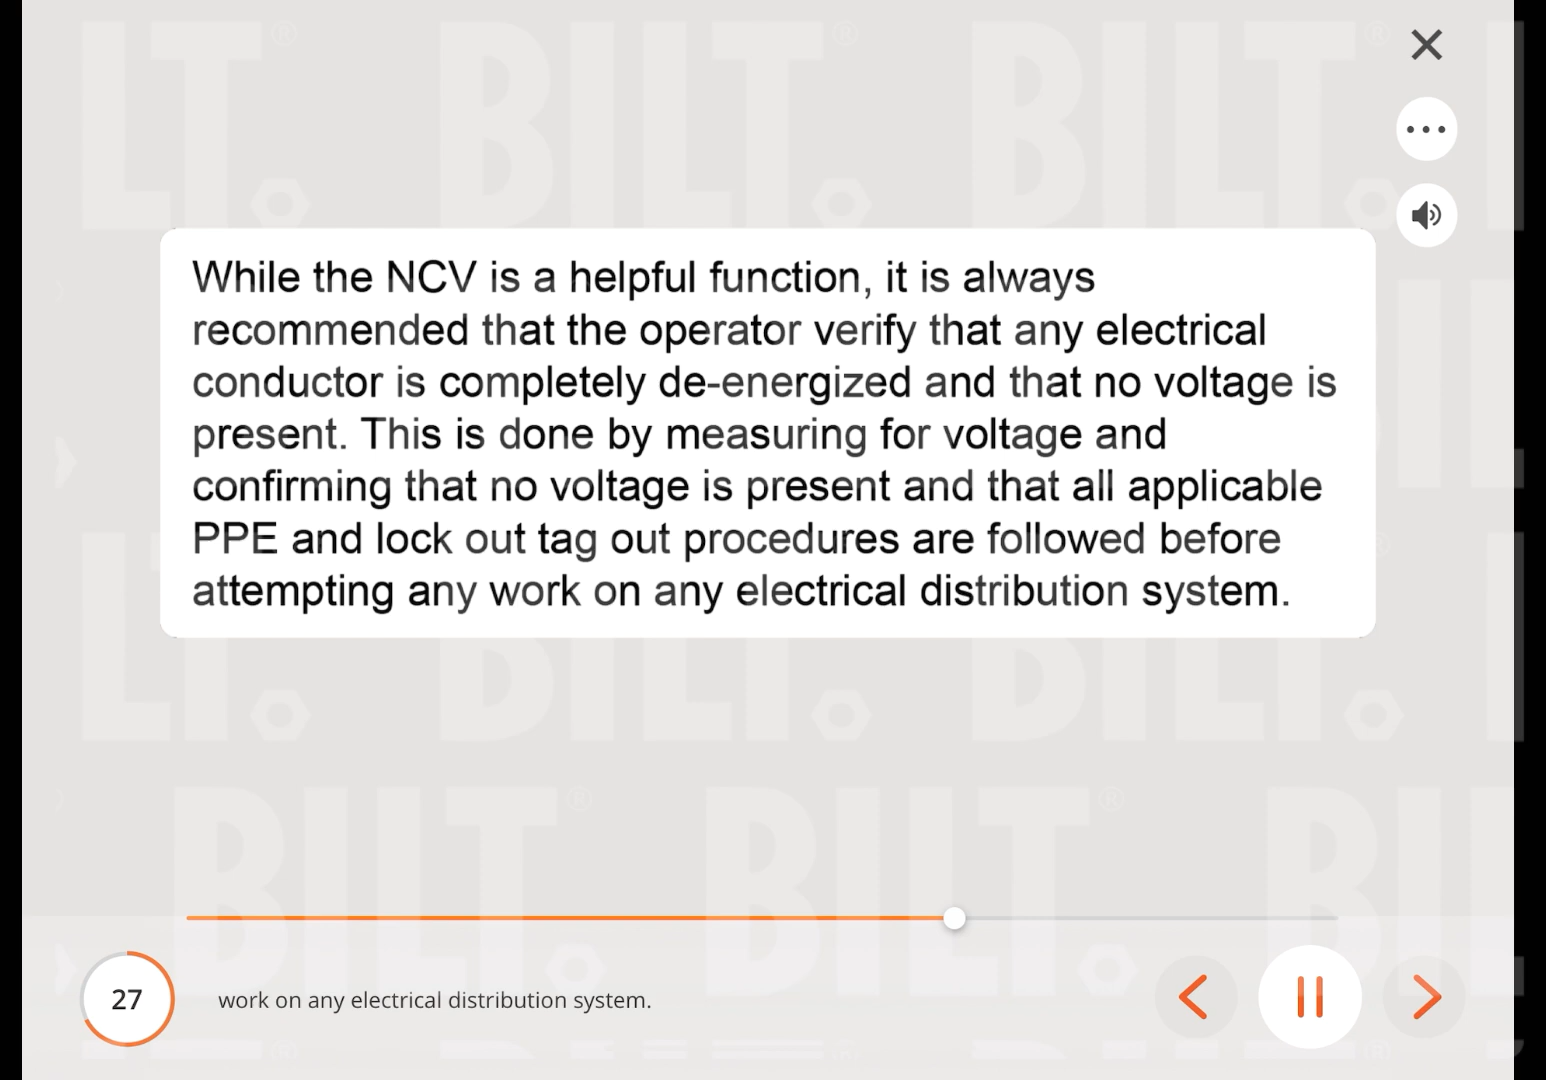 BILT.®
While the NCV is a helpful function, it is always
recommended that the operator verify that any electrical
conductor is completely de-energized and that no voltage is
present. This is done by measuring for voltage and
confirming that no voltage is present and that all applicable
PPE and lock out tag out procedures are followed before
attempting any work on any electrical distribution system.
27
work on any electrical distribution system.